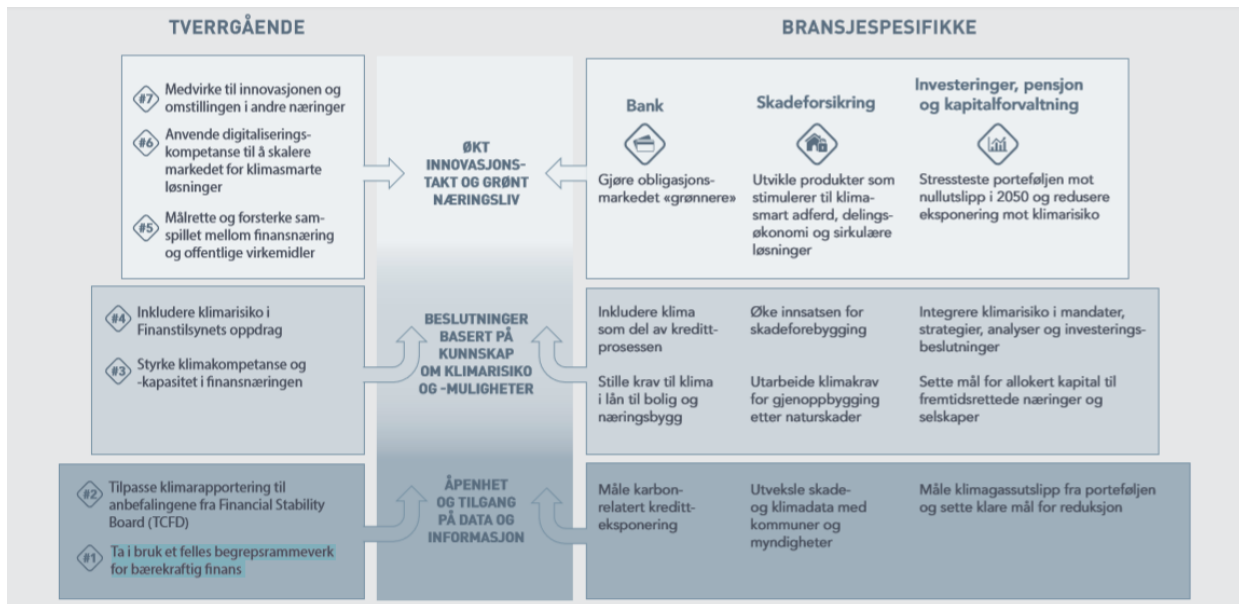 TVERRGÅENDE
BRANSJESPESIFIKKE
#7
Medvirke til innovasjonen og
omstillingen i andre næringer
#6
Anvende digitaliserings-
kompetanse til å skalere
markedet for klimasmarte
løsninger
#5
Målrette og forsterke sam-
spillet mellom finansnæring
og offentlige virkemidler
ØKT
INNOVASJONS-
TAKT OG GRØNT
NÆRINGSLIV
Bank
Gjøre obligasjons-
markedet «grønnere»
Skadeforsikring
Utvikle produkter som
stimulerer til klima-
smart adferd, delings-
økonomi og sirkulære
løsninger
Investeringer, pensjon
og kapitalforvaltning
Stressteste porteføljen mot
nullutslipp i 2050 og redusere
eksponering mot klimarisiko
#4
Inkludere klimarisiko i
Finanstilsynets oppdrag
#3
Styrke klimakompetanse og
-kapasitet i finansnæringen
BESLUTNINGER
BASERT PÅ
KUNNSKAP
OM KLIMARISIKO
OG -MULIGHETER
Inkludere klima
som del av kreditt-
prosessen
Stille krav til klima
i lån til bolig og
næringsbygg
Øke innsatsen for
skadeforebygging
Utarbeide klimakrav
for gjenoppbygging
etter naturskader
Integrere klimarisiko i mandater,
strategier, analyser og investerings-
beslutninger
Sette mål for allokert kapital til
fremtidsrettede næringer og
selskaper
#2
Tilpasse klimarapportering til
anbefalingene fra Financial Stability
Board (TCFD)
#1
Ta i bruk et felles begrepsrammeverk
for bærekraftig finans
ÅPENHET
OG TILGANG
PÅ DATA OG
INFORMASJON
Måle karbon-
relatert kreditt-
eksponering
Utveksle skade-
og klimadata med
kommuner og
myndigheter
Måle klimagassutslipp fra porteføljen
og sette klare mål for reduksjon